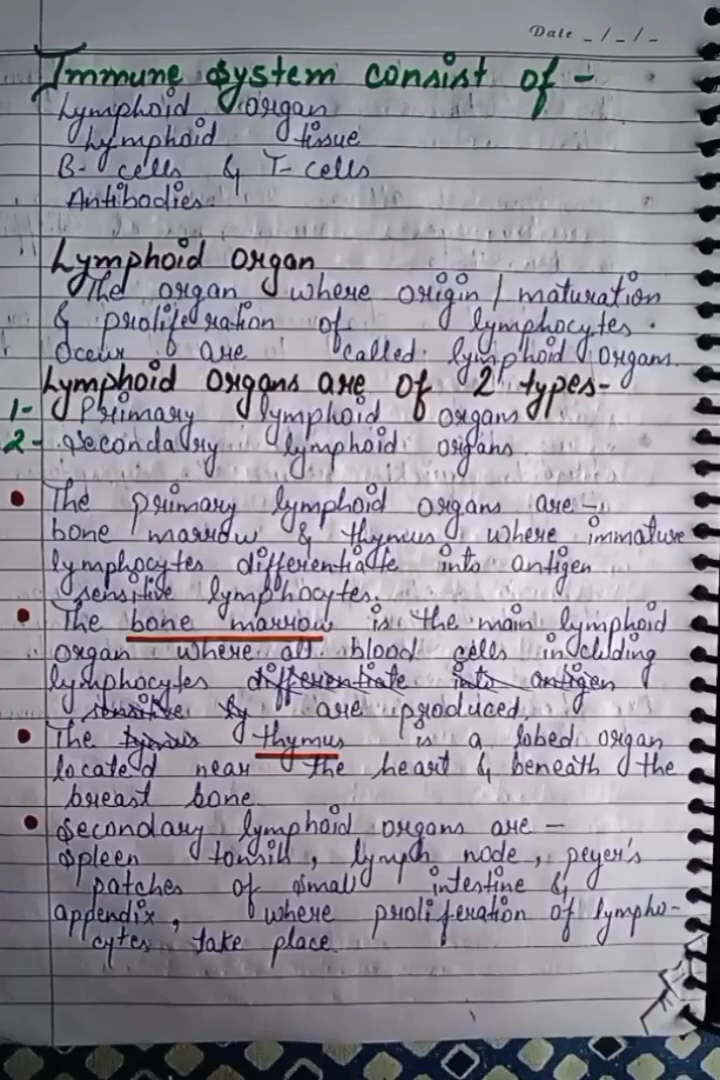 Date _/_/_
Immune system consist of -
Lymphoid organ
Lymphoid tissue
B- cells & T- cells
Antibodies.
Lymphoid organ
The organ where origin / maturation
& proliferation of lymphocytes.
Occur are called lymphoid organs.
Lymphoid organs are of 2 types-
1- Primary lymphoid organs
2- Secondary lymphoid organs.
• The primary lymphoid organs are -
bone marrow & thymus where immature
lymphocytes differentiate into antigen
sensitive lymphocytes.
• The bone marrow is the main lymphoid
organ where all blood cells including
lymphocytes differentiate into antigen
sensitive ly are produced.
• The thymus is a lobed organ
located near the heart & beneath the
breast bone
• Secondary lymphoid organs are -
spleen tonsils, lymph node, peyer's
patches of small intestine &
appendix, where proliferation of lympho-
cytes take place